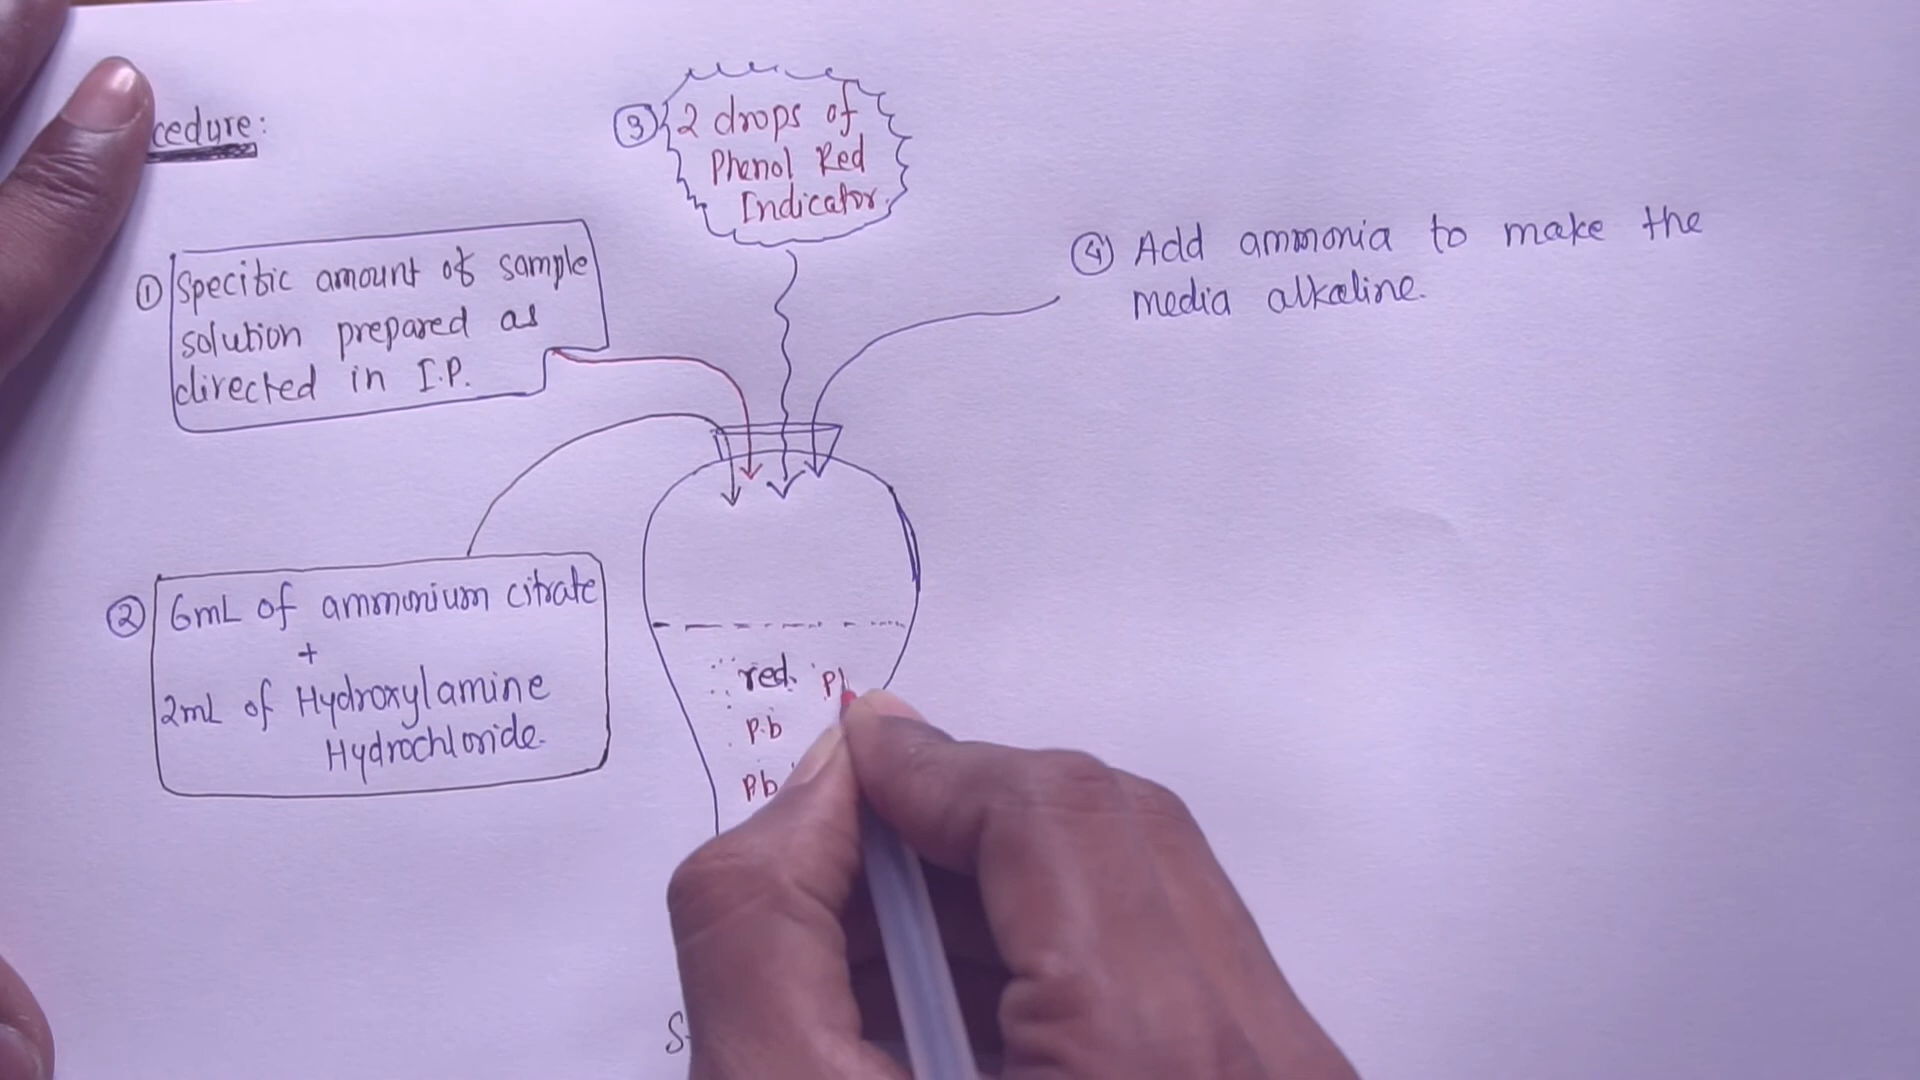 cedure:
① Specific amount of sample
solution prepared as
directed in I.P.
② 6mL of ammonium citrate
+
2mL of Hydroxylamine
Hydrochloride.
③ 2 drops of
Phenol Red
Indicator.
④ Add ammonia to make the
media alkaline.
red.
P.b
Pb
S